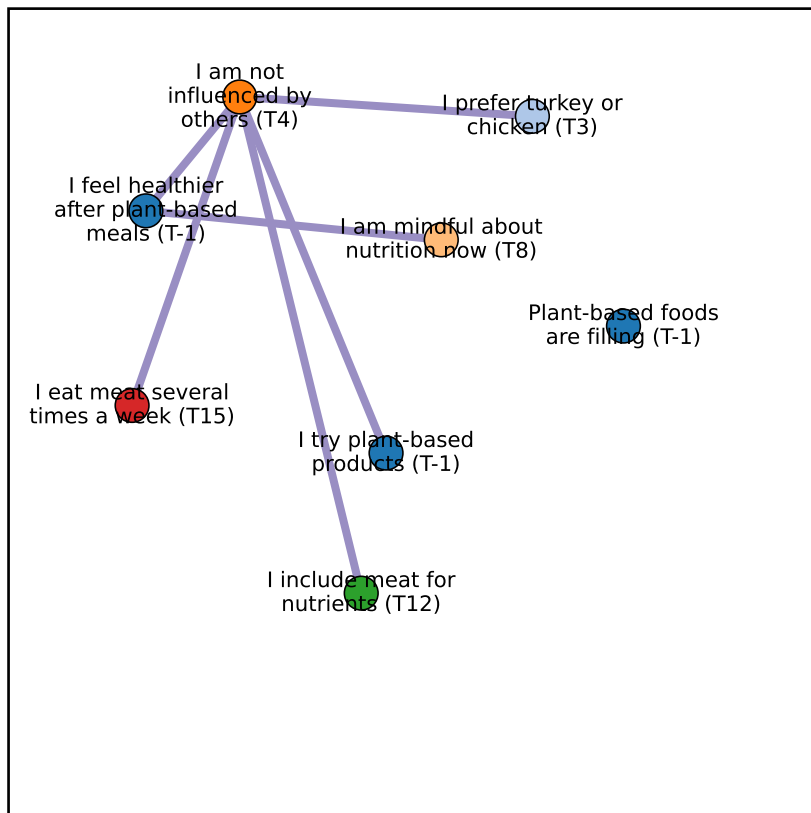 I am not
influenced by
others (T4)
I prefer turkey or
chicken (T3)
I feel healthier
after plant-based
meals (T-1)
I am mindful about
nutrition now (T8)
Plant-based foods
are filling (T-1)
I eat meat several
times a week (T15)
I try plant-based
products (T-1)
I include meat for
nutrients (T12)